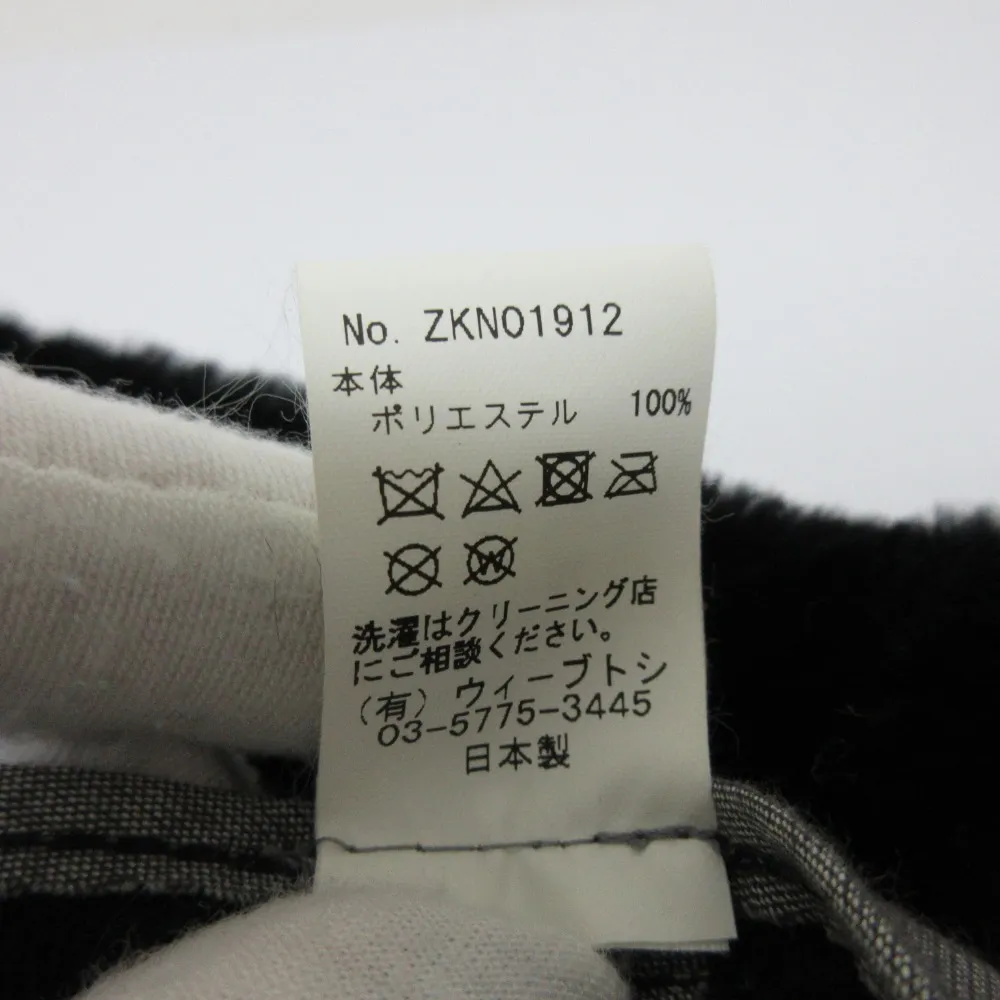 No. ZKNO1912
本体
ポリエステル 100%
W
洗濯はクリーニング店
にご相談ください。
(有) ウィーブトシ
03-5775-3445
日本製